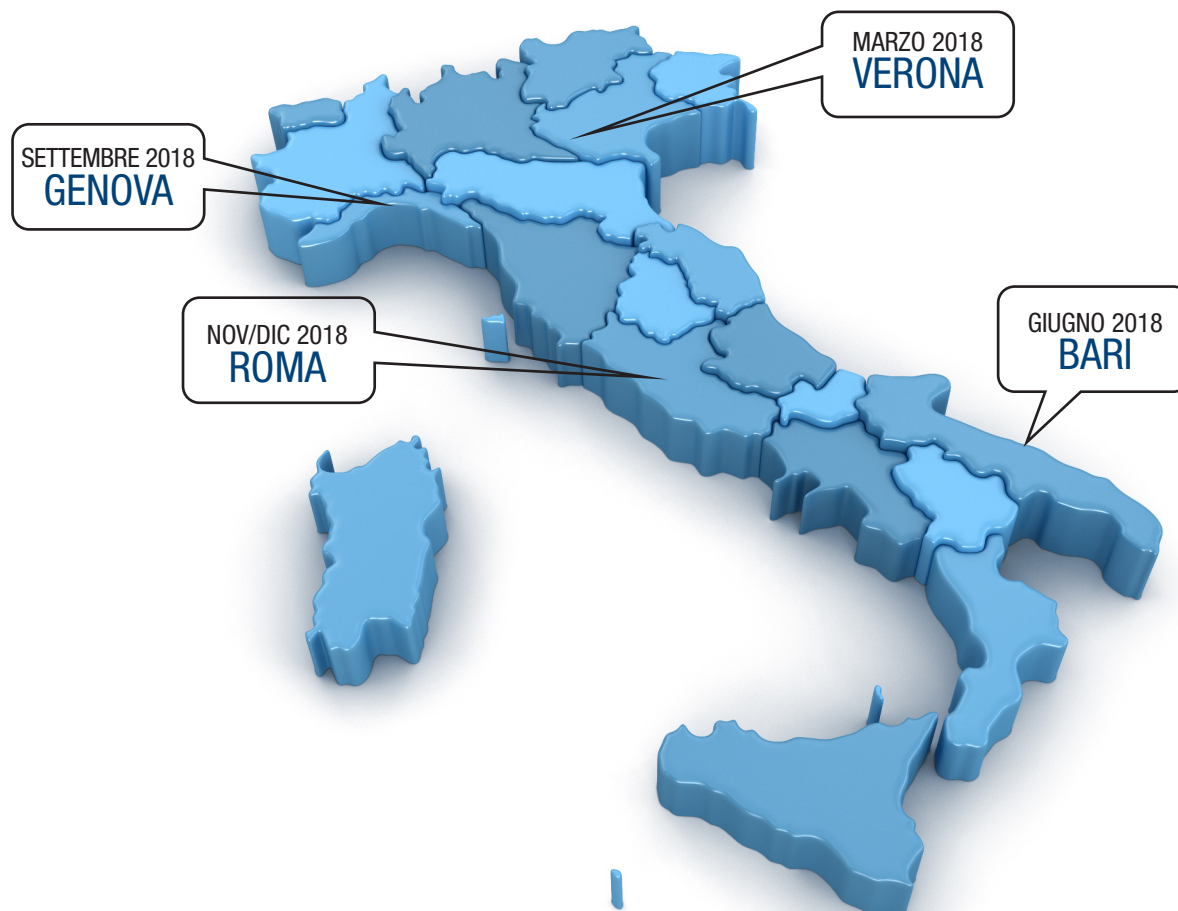 MARZO 2018
VERONA
SETTEMBRE 2018
GENOVA
NOV/DIC 2018
ROMA
GIUGNO 2018
BARI